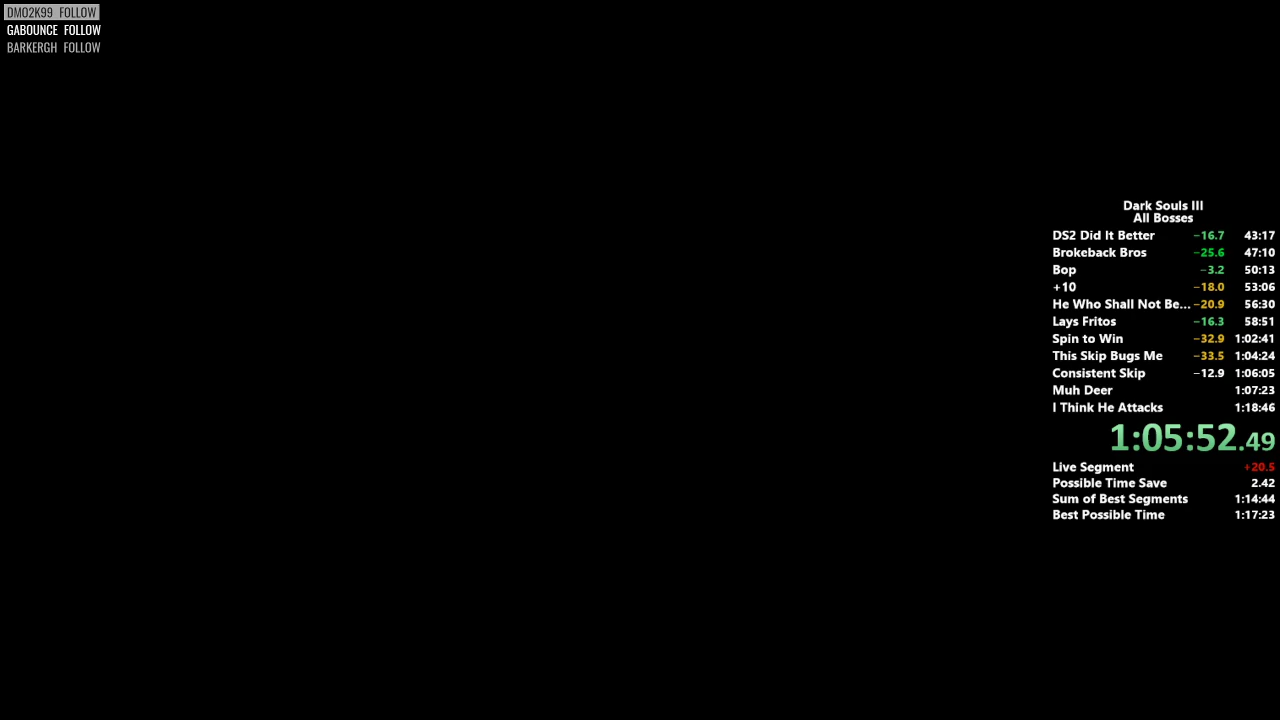 DMO2K99 FOLLOW
GABOUNCE FOLLOW
BARKERGH FOLLOW
Dark Souls III
All Bosses
DS2 Did It Better −16.7 43:17
Brokeback Bros −25.6 47:10
Bop −3.2 50:13
+10 −18.0 53:06
He Who Shall Not Be... −20.9 56:30
Lays Fritos −16.3 58:51
Spin to Win −32.9 1:02:41
This Skip Bugs Me −33.5 1:04:24
Consistent Skip −12.9 1:06:05
Muh Deer 1:07:23
I Think He Attacks 1:18:46
1:05:52.49
Live Segment +20.5
Possible Time Save 2.42
Sum of Best Segments 1:14:44
Best Possible Time 1:17:23